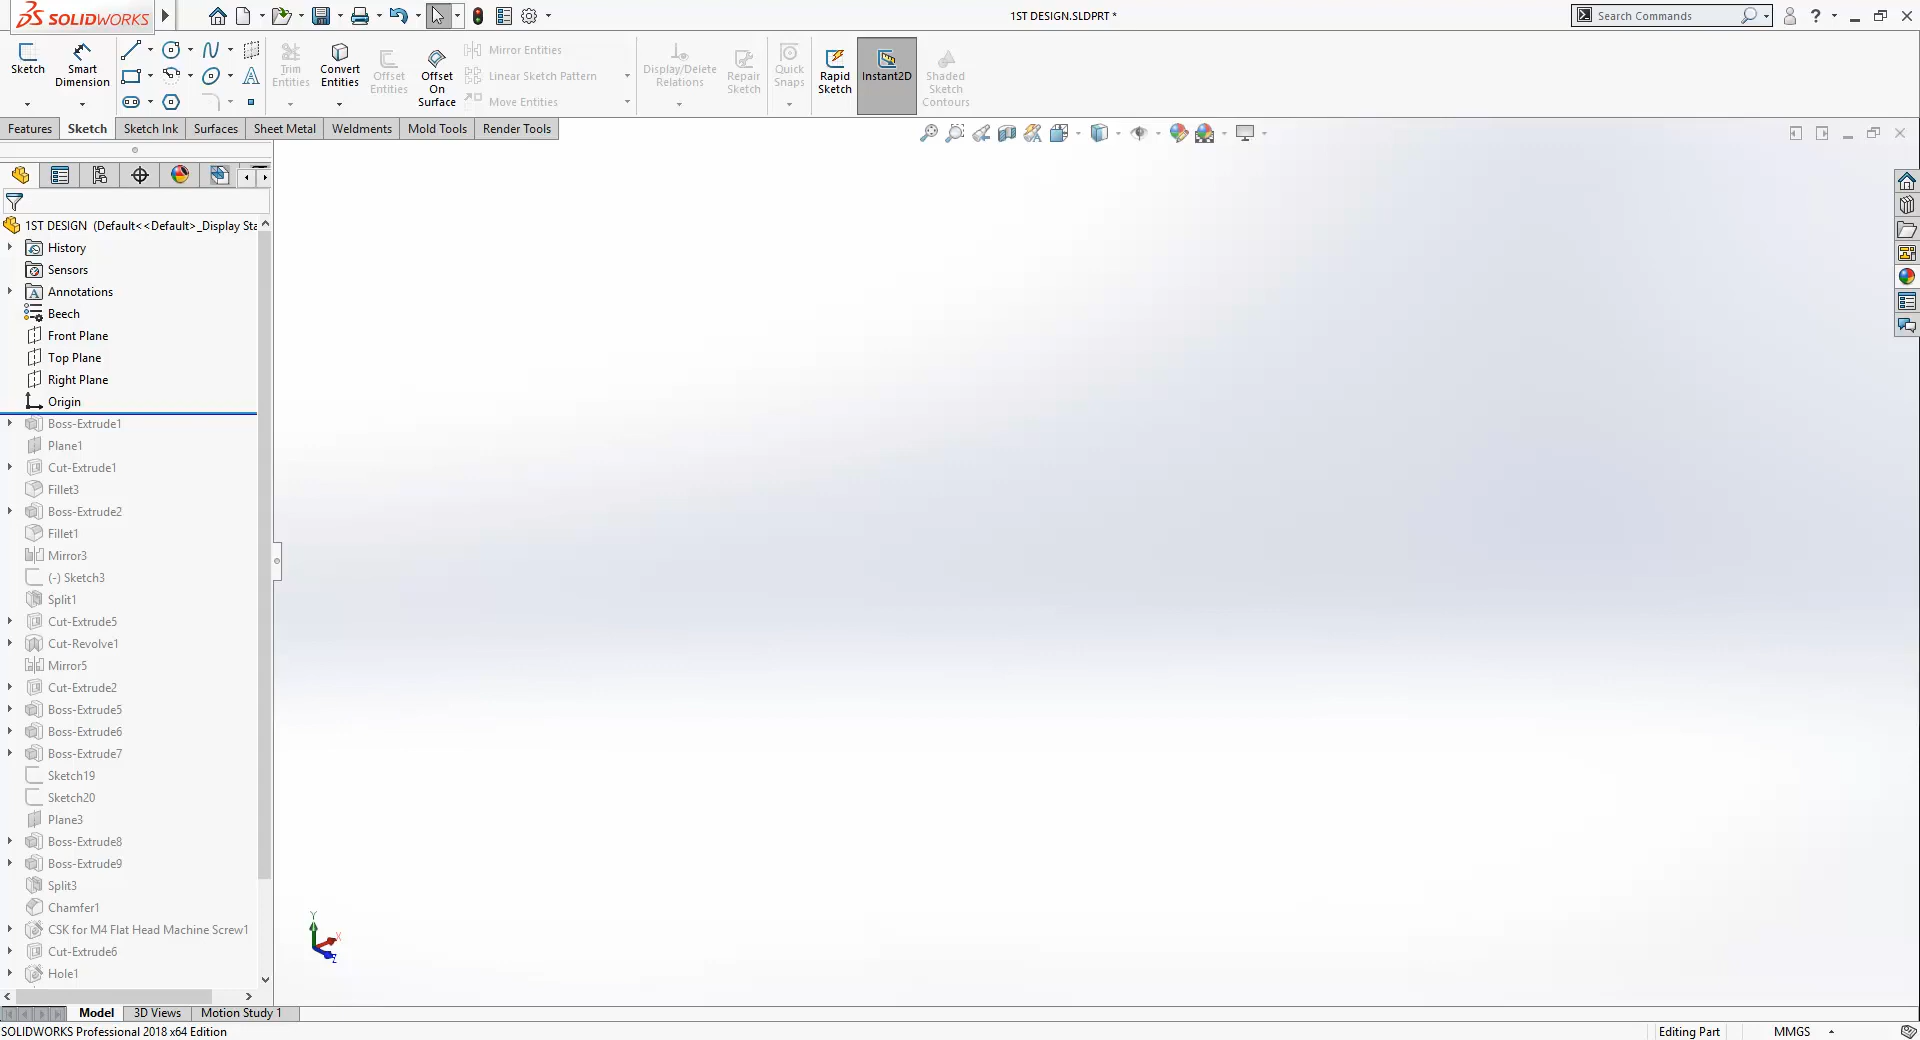 SOLIDWORKS
1ST DESIGN.SLDPRT *
Search Commands
?
Sketch
Smart Dimension
Trim Entities
Convert Entities
Offset Entities
Offset On Surface
Mirror Entities
Linear Sketch Pattern
Move Entities
Display/Delete Relations
Repair Sketch
Quick Snaps
Rapid Sketch
Instant2D
Shaded Sketch Contours
Features
Sketch
Sketch Ink
Surfaces
Sheet Metal
Weldments
Mold Tools
Render Tools
1ST DESIGN (Default<<Default>_Display Sta
History
Sensors
Annotations
Beech
Front Plane
Top Plane
Right Plane
Origin
Boss-Extrude1
Plane1
Cut-Extrude1
Fillet3
Boss-Extrude2
Fillet1
Mirror3
(-) Sketch3
Split1
Cut-Extrude5
Cut-Revolve1
Mirror5
Cut-Extrude2
Boss-Extrude5
Boss-Extrude6
Boss-Extrude7
Sketch19
Sketch20
Plane3
Boss-Extrude8
Boss-Extrude9
Split3
Chamfer1
CSK for M4 Flat Head Machine Screw1
Cut-Extrude6
Hole1
Y
X
Z
Model
3D Views
Motion Study 1
SOLIDWORKS Professional 2018 x64 Edition
Editing Part
MMGS